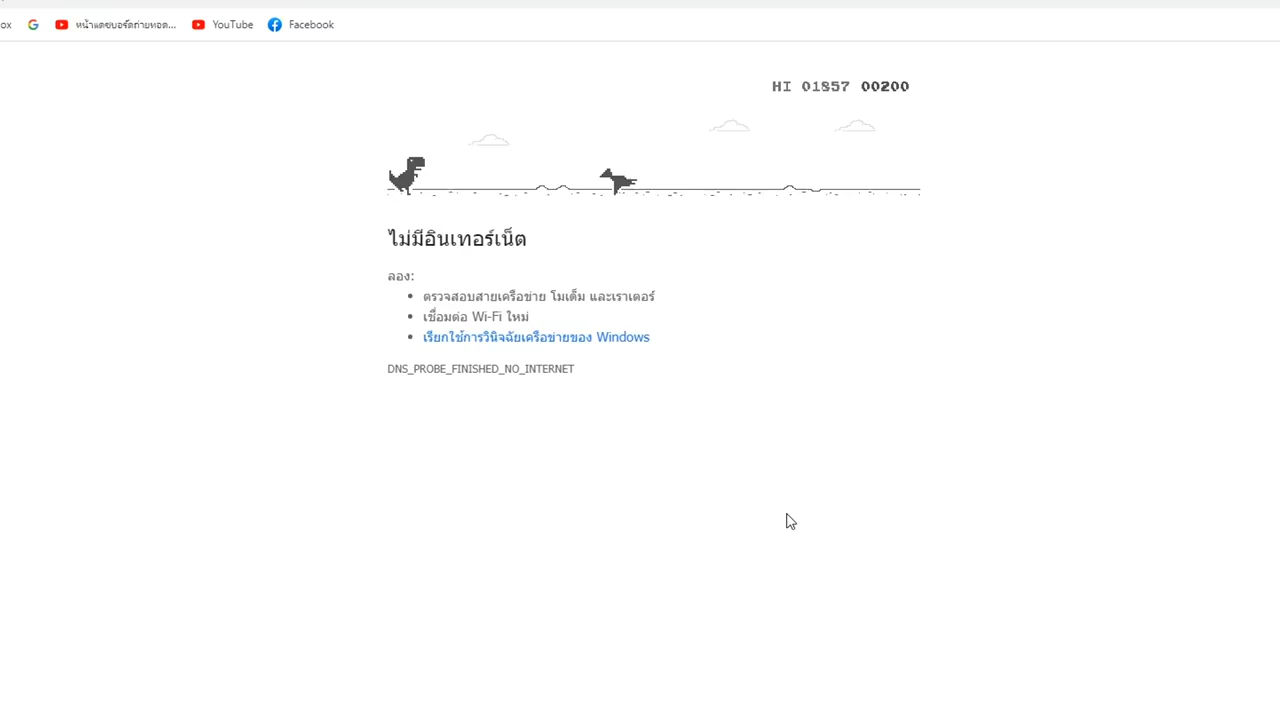 ox
หน้าแดชบอร์ดถ่ายทอด...
YouTube
Facebook
HI 01857 00200
ไม่มีอินเทอร์เน็ต
ลอง:
• ตรวจสอบสายเครือข่าย โมเด็ม และเราเตอร์
• เชื่อมต่อ Wi-Fi ใหม่
• เรียกใช้การวินิจฉัยเครือข่ายของ Windows
DNS_PROBE_FINISHED_NO_INTERNET